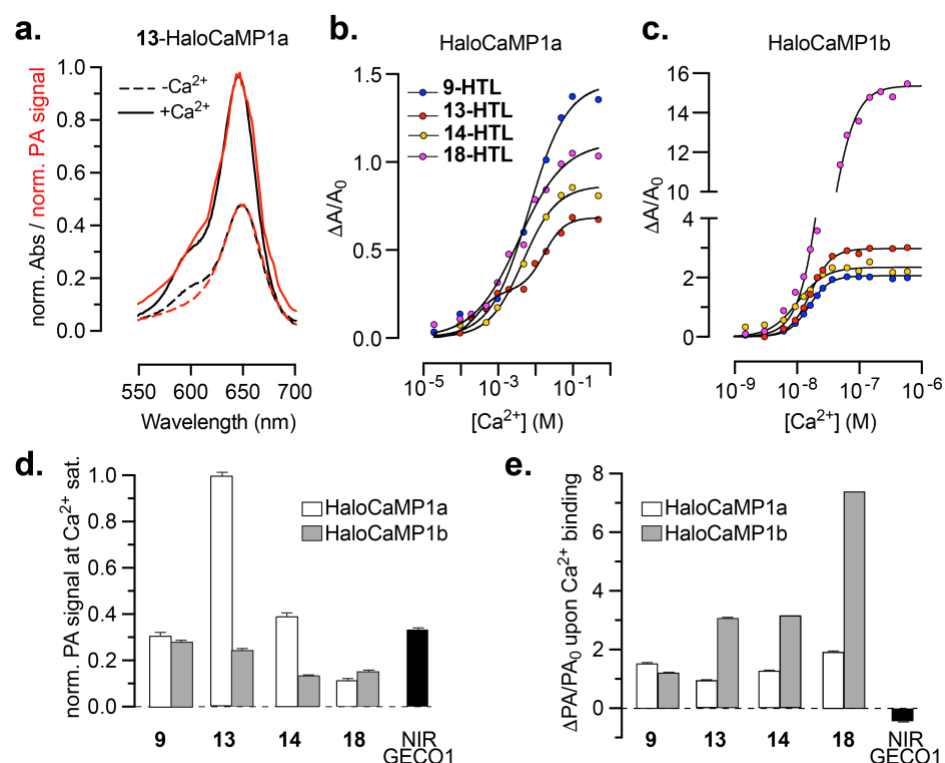 a.
13-HaloCaMP1a
norm. Abs / norm. PA signal
1.0
0.8
0.6
0.4
0.2
0.0
-Ca²⁺
+Ca²⁺
550 600 650 700
Wavelength (nm)
b.
HaloCaMP1a
ΔA/A₀
1.5
1.0
0.5
0.0
9-HTL
13-HTL
14-HTL
18-HTL
10⁻⁵ 10⁻³ 10⁻¹
[Ca²⁺] (M)
c.
HaloCaMP1b
ΔA/A₀
16
14
12
10
4
3
2
1
0
10⁻⁹ 10⁻⁸ 10⁻⁷ 10⁻⁶
[Ca²⁺] (M)
d.
norm. PA signal at Ca²⁺ sat.
1.0
0.8
0.6
0.4
0.2
0.0
HaloCaMP1a
HaloCaMP1b
9 13 14 18 NIR
GECO1
e.
ΔPA/PA₀ upon Ca²⁺ binding
8
6
4
2
0
HaloCaMP1a
HaloCaMP1b
9 13 14 18 NIR
GECO1